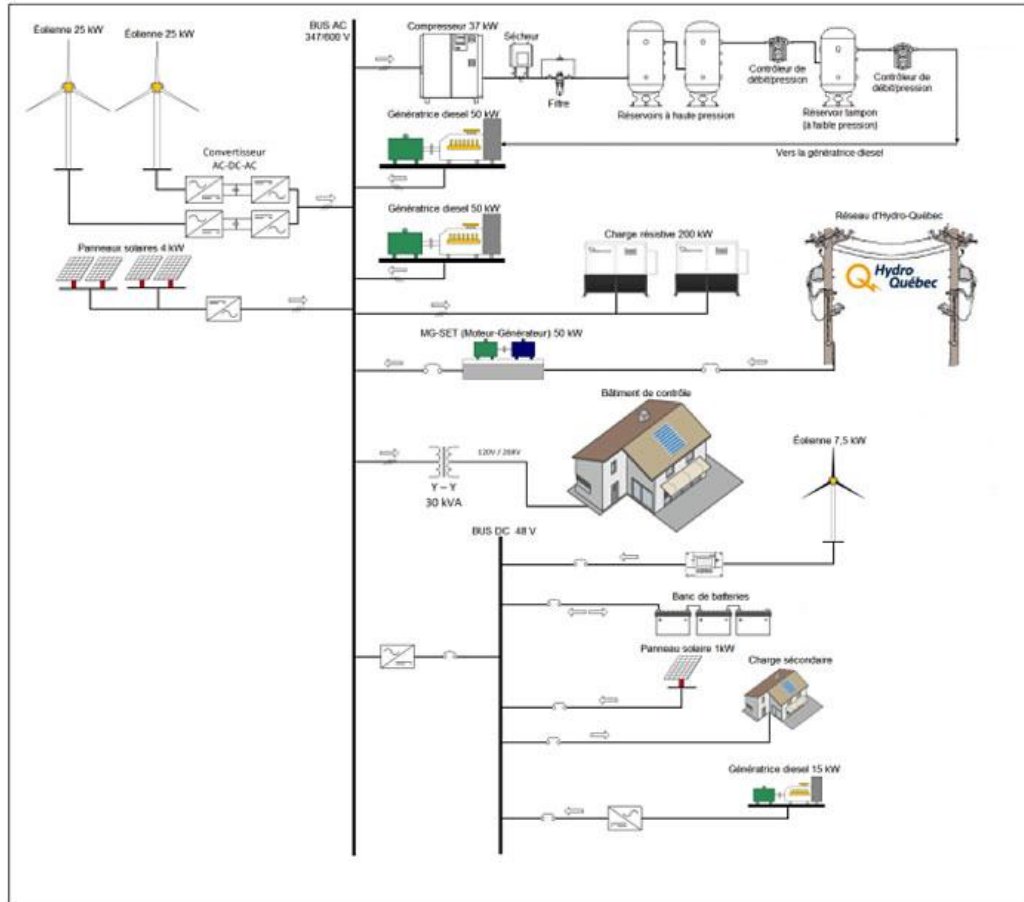 Éolienne 25 kW
Éolienne 25 kW
BUS AC
347/600 V
Compresseur 37 kW
Sécheur
Filtre
Réservoirs à haute pression
Contrôleur de
débit/pression
Réservoir tampon
(à faible pression)
Contrôleur de
débit/pression
Vers la génératrice diesel
Génératrice diesel 50 kW
Convertisseur
AC-DC-AC
Génératrice diesel 50 kW
Charge résistive 200 kW
Réseau d'Hydro-Québec
Hydro
Québec
Panneaux solaires 4 kW
MG-SET (Moteur-Générateur) 50 kW
Bâtiment de contrôle
Éolienne 7,5 kW
Y – Y
30 kVA
BUS DC 48 V
Banc de batteries
Panneau solaire 1kW
Charge sécondaire
Génératrice diesel 15 kW